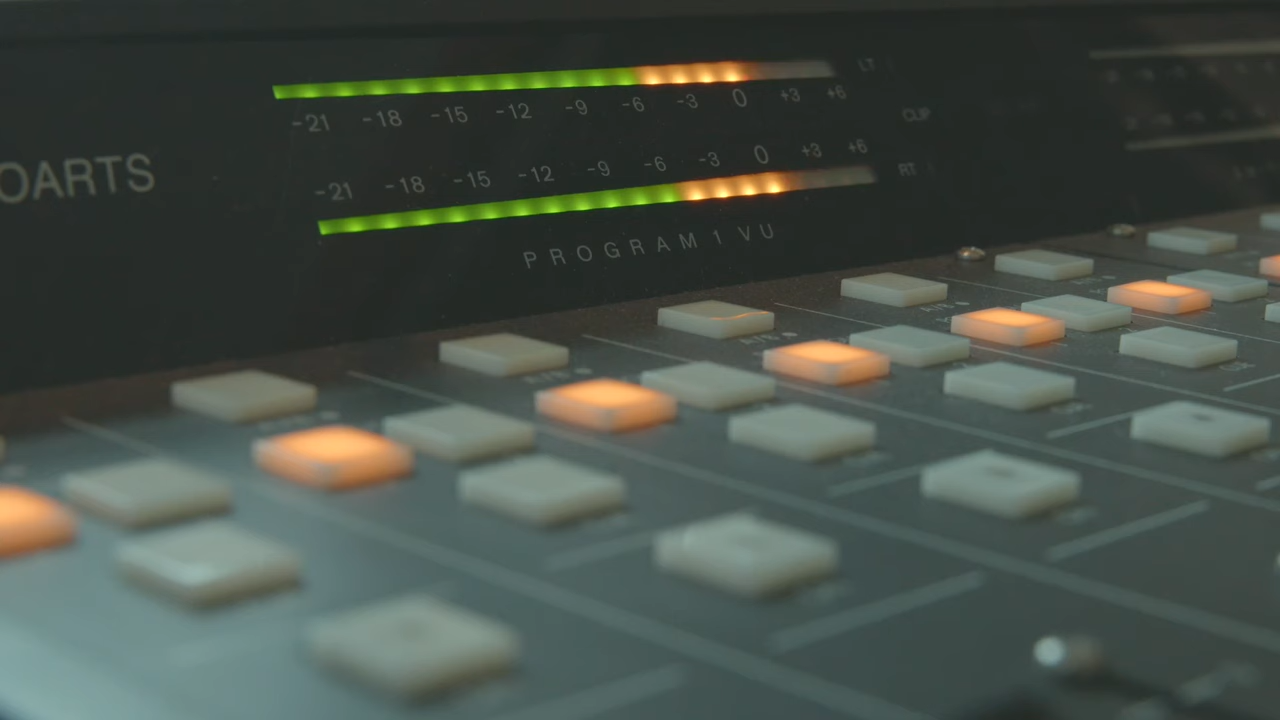 LT
-21 -18 -15 -12 -9 -6 -3 0 +3 +6
CLIP
OARTS
-21 -18 -15 -12 -9 -6 -3 0 +3 +6
RT
PROGRAM 1 VU